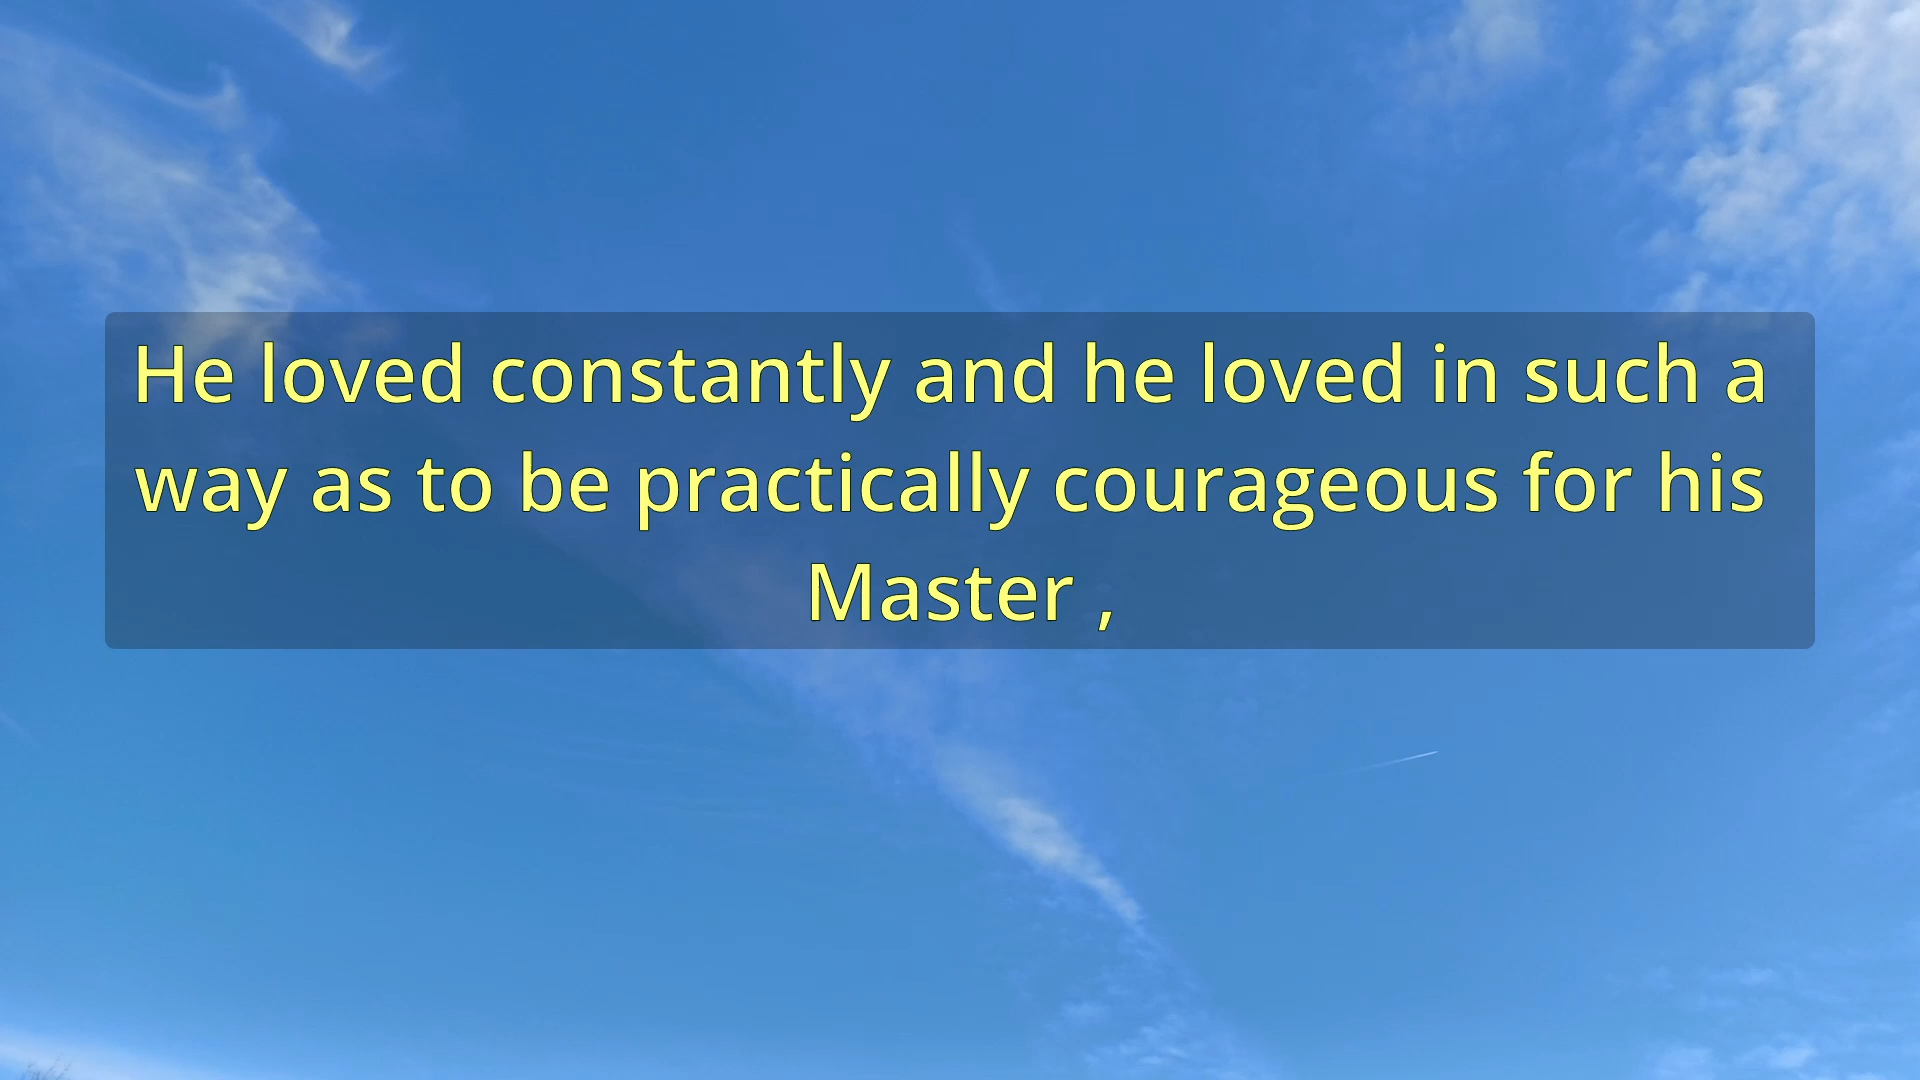 He loved constantly and he loved in such a
way as to be practically courageous for his
Master ,